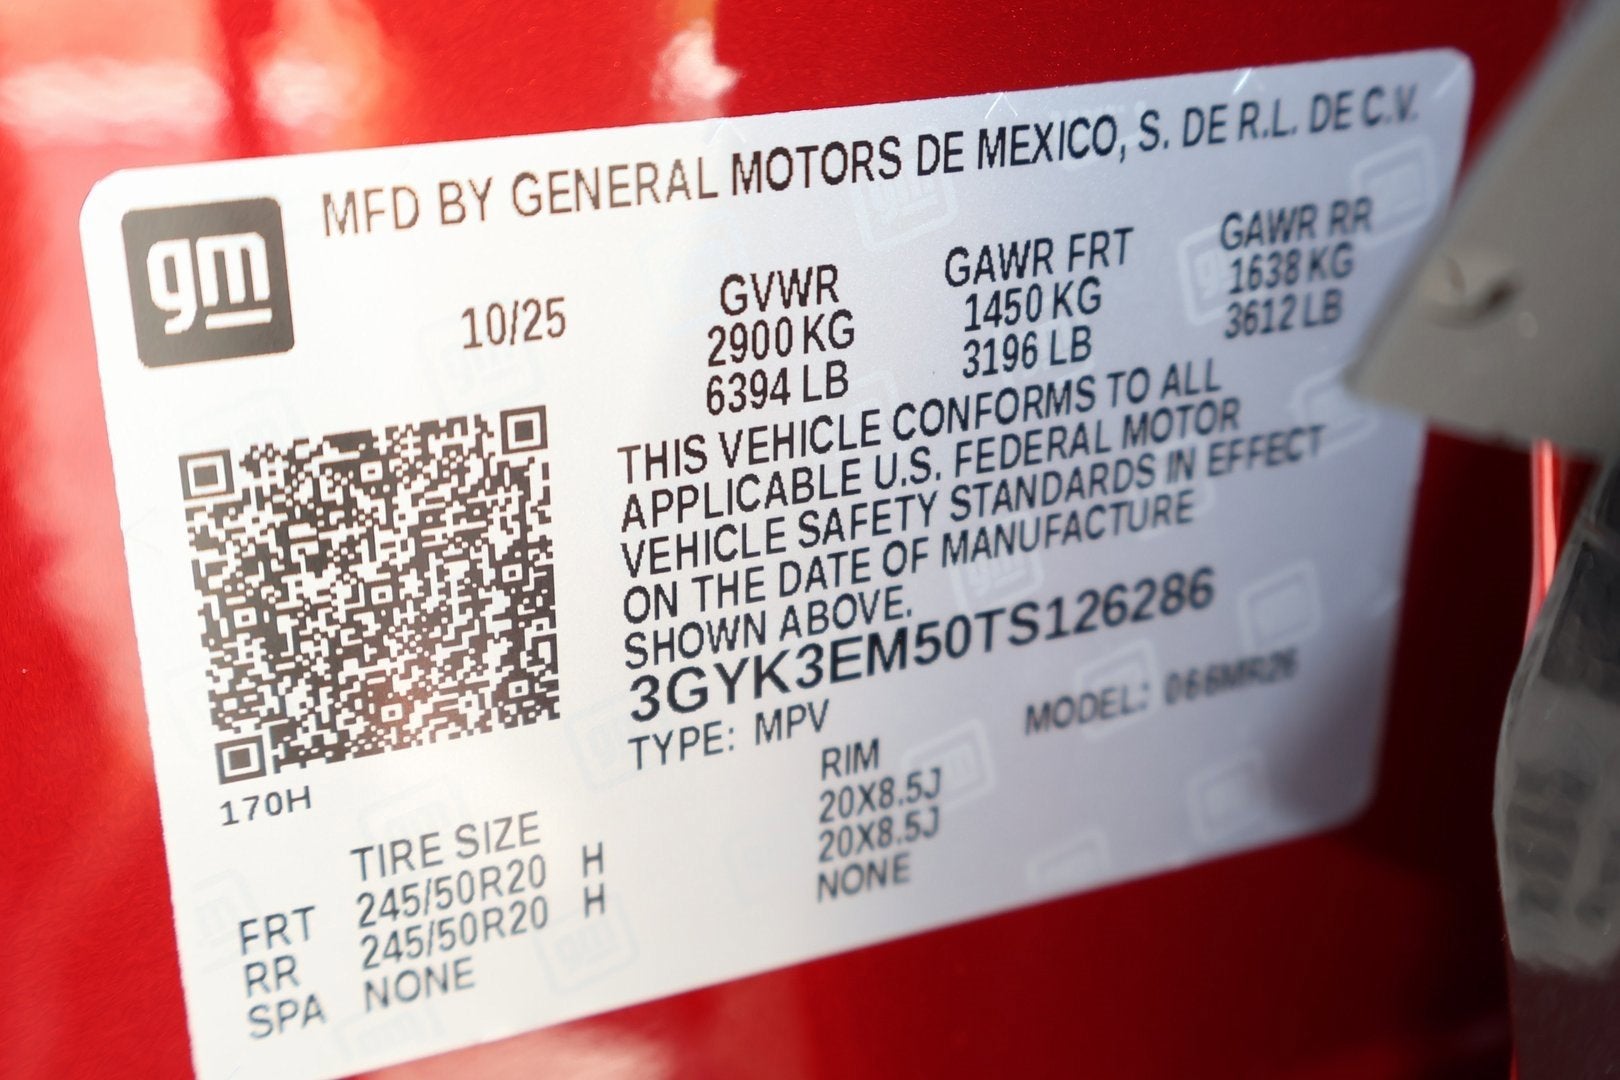 gm
MFD BY GENERAL MOTORS DE MEXICO, S. DE R.L. DE C.V.
10/25
GVWR GAWR FRT GAWR RR
2900 KG 1450 KG 1638 KG
6394 LB 3196 LB 3612 LB
THIS VEHICLE CONFORMS TO ALL
APPLICABLE U.S. FEDERAL MOTOR
VEHICLE SAFETY STANDARDS IN EFFECT
ON THE DATE OF MANUFACTURE
SHOWN ABOVE.
3GYK3EM50TS126286
TYPE: MPV MODEL:
170H
TIRE SIZE RIM
FRT 245/50R20 H 20X8.5J
RR 245/50R20 H 20X8.5J
SPA NONE NONE